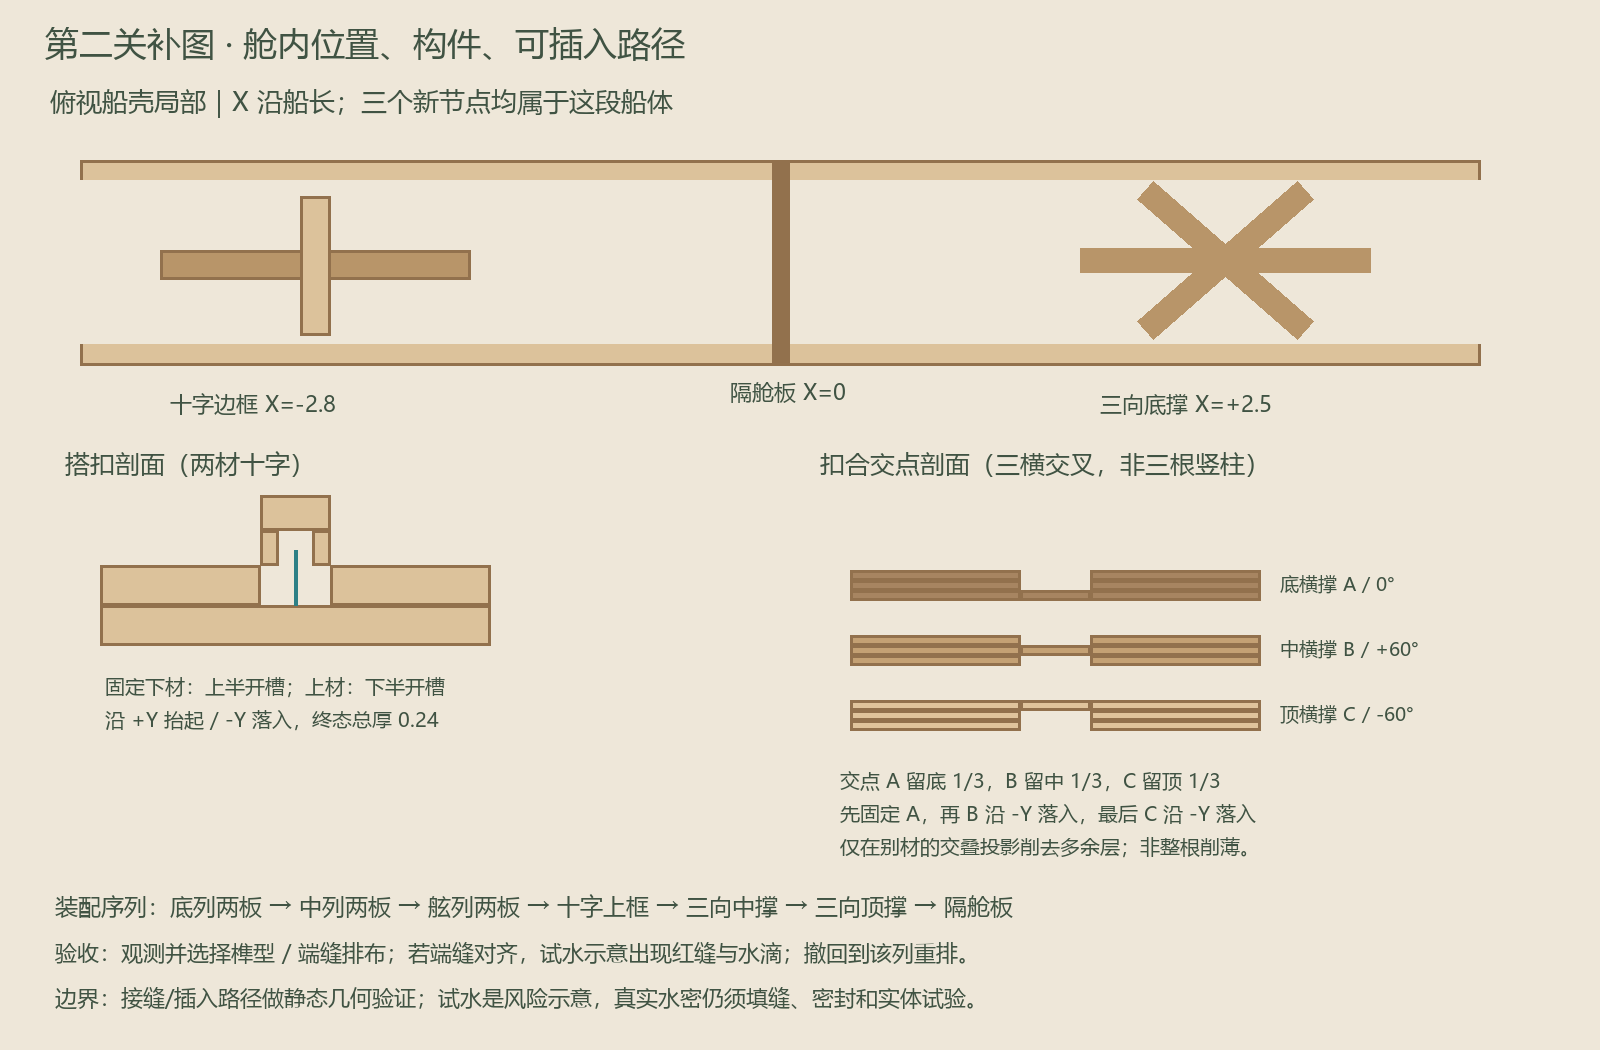 第二关补图 · 舱内位置、构件、可插入路径
俯视船壳局部 | X 沿船长；三个新节点均属于这段船体
隔舱板 X=0
十字边框 X=-2.8
三向底撑 X=+2.5
搭扣剖面（两材十字）
固定下材：上半开槽；上材：下半开槽
沿 +Y 抬起 / -Y 落入，终态总厚 0.24
扣合交点剖面（三横交叉，非三根竖柱）
底横撑 A / 0°
中横撑 B / +60°
顶横撑 C / -60°
交点 A 留底 1/3，B 留中 1/3，C 留顶 1/3
先固定 A，再 B 沿 -Y 落入，最后 C 沿 -Y 落入
仅在别材的交叠投影削去多余层；非整根削薄。
装配序列：底列两板 → 中列两板 → 舷列两板 → 十字上框 → 三向中撑 → 三向顶撑 → 隔舱板
验收：观测并选择榫型 / 端缝排布；若端缝对齐，试水示意出现红缝与水滴；撤回到该列重排。
边界：接缝/插入路径做静态几何验证；试水是风险示意，真实水密仍须填缝、密封和实体试验。